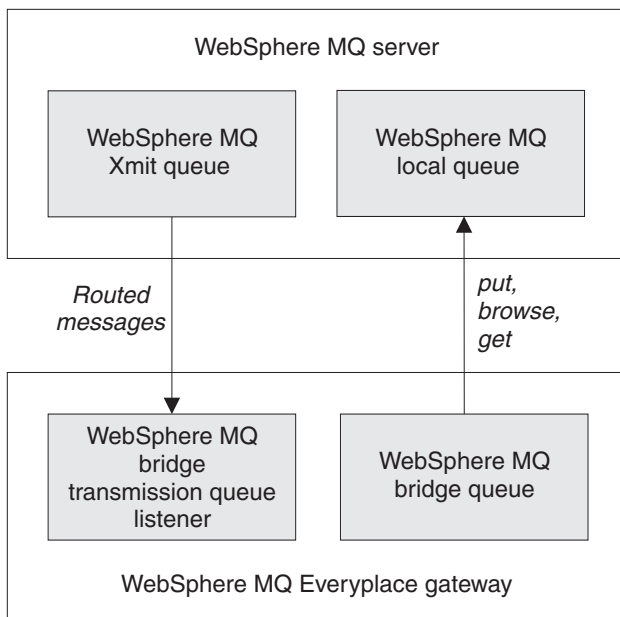 WebSphere MQ server
WebSphere MQ
Xmit queue
WebSphere MQ
local queue
Routed
messages
put,
browse,
get
WebSphere MQ
bridge
transmission queue
listener
WebSphere MQ
bridge queue
WebSphere MQ Everyplace gateway